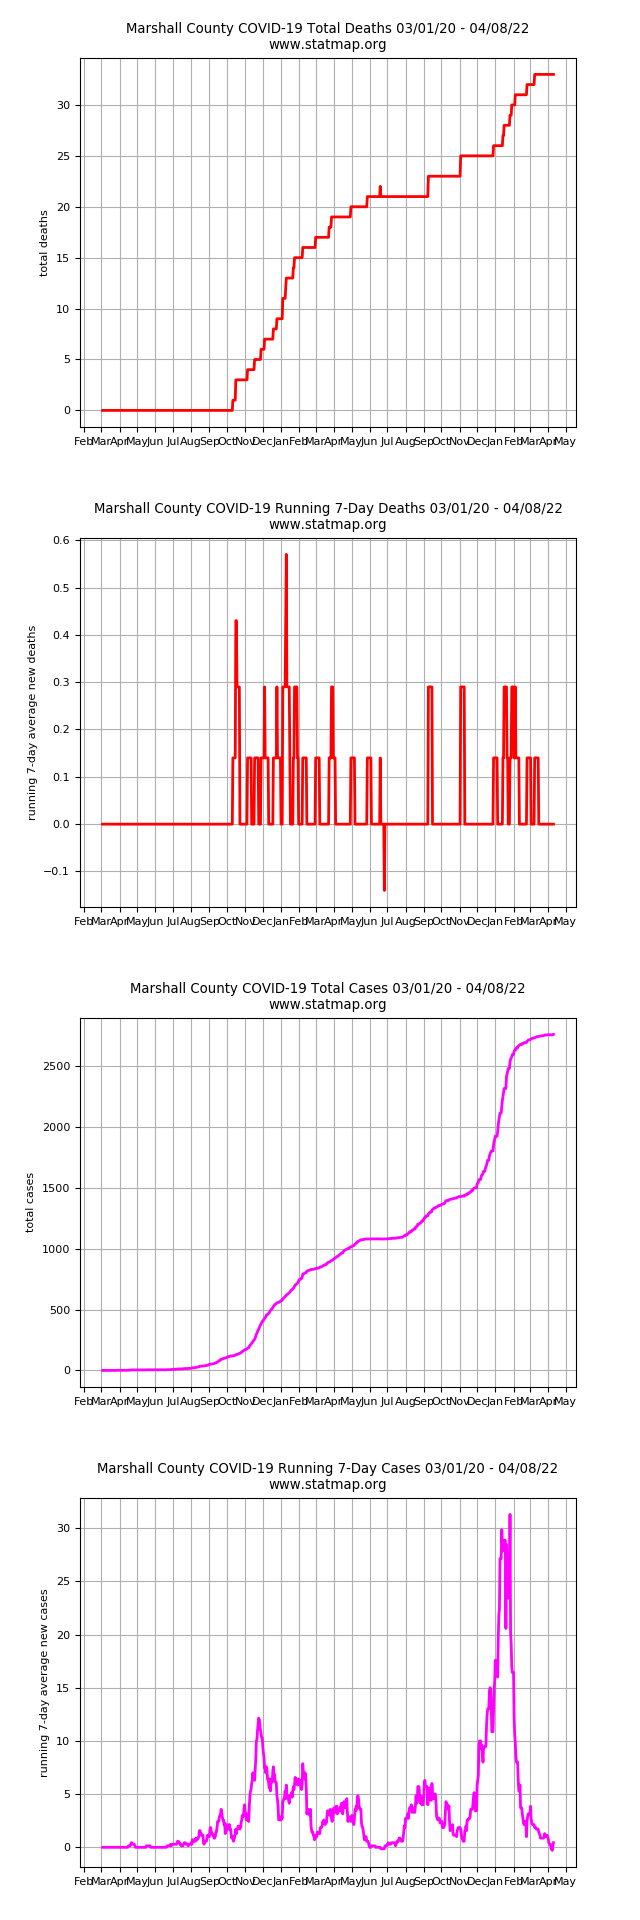 Marshall County COVID-19 Total Deaths 03/01/20 - 04/08/22
www.statmap.org
total deaths
30
25
20
15
10
5
0
Feb Mar Apr May Jun Jul Aug Sep Oct Nov Dec Jan Feb Mar Apr May Jun Jul Aug Sep Oct Nov Dec Jan Feb Mar Apr May
Marshall County COVID-19 Running 7-Day Deaths 03/01/20 - 04/08/22
www.statmap.org
running 7-day average new deaths
0.6
0.5
0.4
0.3
0.2
0.1
0.0
−0.1
Feb Mar Apr May Jun Jul Aug Sep Oct Nov Dec Jan Feb Mar Apr May Jun Jul Aug Sep Oct Nov Dec Jan Feb Mar Apr May
Marshall County COVID-19 Total Cases 03/01/20 - 04/08/22
www.statmap.org
total cases
2500
2000
1500
1000
500
0
Feb Mar Apr May Jun Jul Aug Sep Oct Nov Dec Jan Feb Mar Apr May Jun Jul Aug Sep Oct Nov Dec Jan Feb Mar Apr May
Marshall County COVID-19 Running 7-Day Cases 03/01/20 - 04/08/22
www.statmap.org
running 7-day average new cases
30
25
20
15
10
5
0
Feb Mar Apr May Jun Jul Aug Sep Oct Nov Dec Jan Feb Mar Apr May Jun Jul Aug Sep Oct Nov Dec Jan Feb Mar Apr May